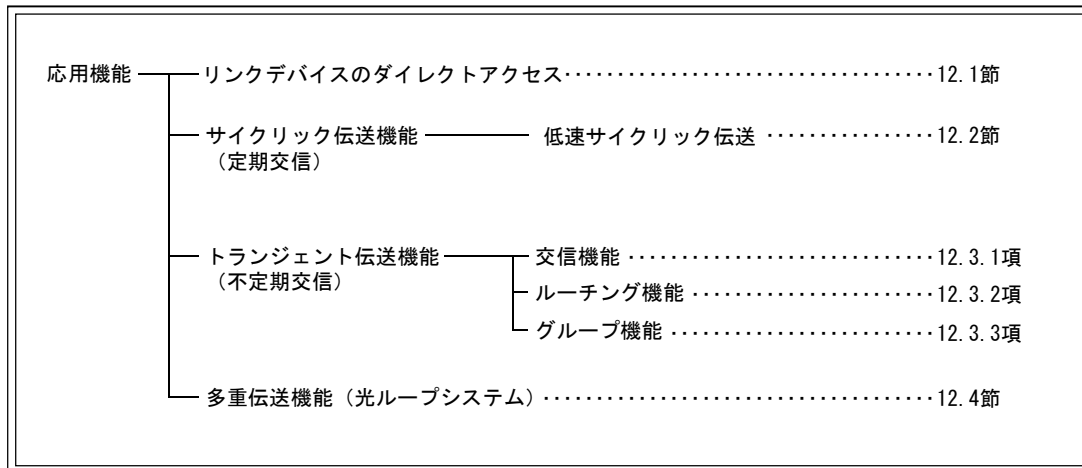 応用機能 リンクデバイスのダイレクトアクセス・・・・・・・・・・・・・・・・・・・・・・・・・・・・・・・・・・・12.1節
サイクリック伝送機能 低速サイクリック伝送・・・・・・・・・・・・・・・・12.2節
(定期交信)
トランジェント伝送機能 交信機能・・・・・・・・・・・・・・・・・・・・・・・・・・・・・12.3.1項
(不定期交信) ルーチング機能・・・・・・・・・・・・・・・・・・・・・・・12.3.2項
グループ機能・・・・・・・・・・・・・・・・・・・・・・・・・12.3.3項
多重伝送機能(光ループシステム)・・・・・・・・・・・・・・・・・・・・・・・・・・・・・・・・・・・・・12.4節